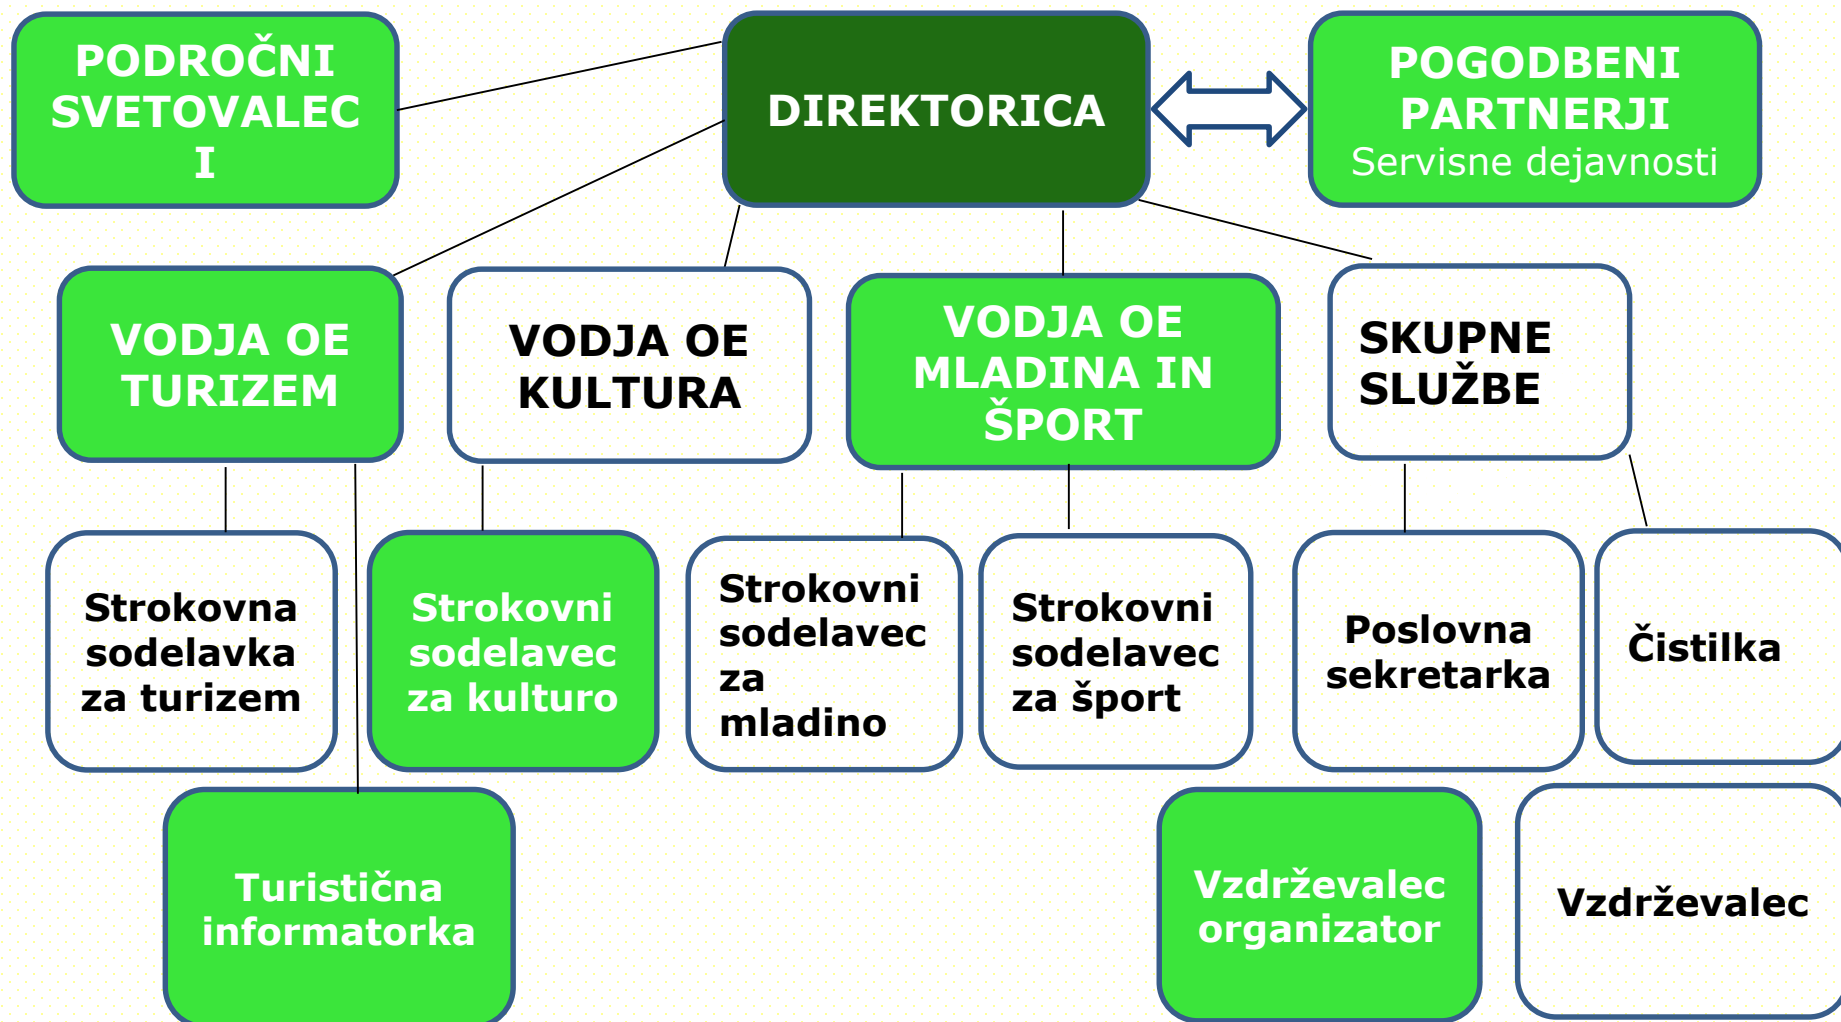 PODROČNI
SVETOVALEC
I
DIREKTORICA
POGODBENI
PARTNERJI
Servisne dejavnosti
VODJA OE
TURIZEM
VODJA OE
KULTURA
VODJA OE
MLADINA IN
ŠPORT
SKUPNE
SLUŽBE
Strokovna
sodelavka
za turizem
Strokovni
sodelavec
za kulturo
Strokovni
sodelavec
za
mladino
Strokovni
sodelavec
za šport
Poslovna
sekretarka
Čistilka
Turistična
informatorka
Vzdrževalec
organizator
Vzdrževalec